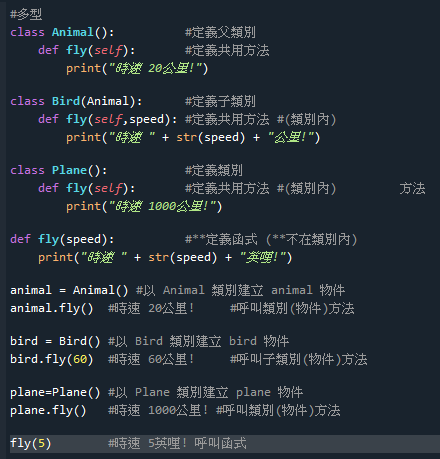 #多型
class Animal():          #定義父類別
    def fly(self):        #定義共用方法
        print("時速 20公里!")
class Bird(Animal):      #定義子類別
    def fly(self,speed): #定義共用方法 #(類別內)
        print("時速 " + str(speed) + "公里!")
class Plane():           #定義類別
    def fly(self):       #定義共用方法 #(類別內)         方法
        print("時速 1000公里!")
def fly(speed):          #**定義函式 (**不在類別內)
    print("時速 " + str(speed) + "英哩!")
animal = Animal() #以 Animal 類別建立 animal 物件
animal.fly()  #時速 20公里!     #呼叫類別(物件)方法
bird = Bird() #以 Bird 類別建立 bird 物件
bird.fly(60)  #時速 60公里!     #呼叫子類別(物件)方法
plane=Plane() #以 Plane 類別建立 plane 物件
plane.fly()   #時速 1000公里! #呼叫類別(物件)方法
fly(5)        #時速 5英哩! 呼叫函式